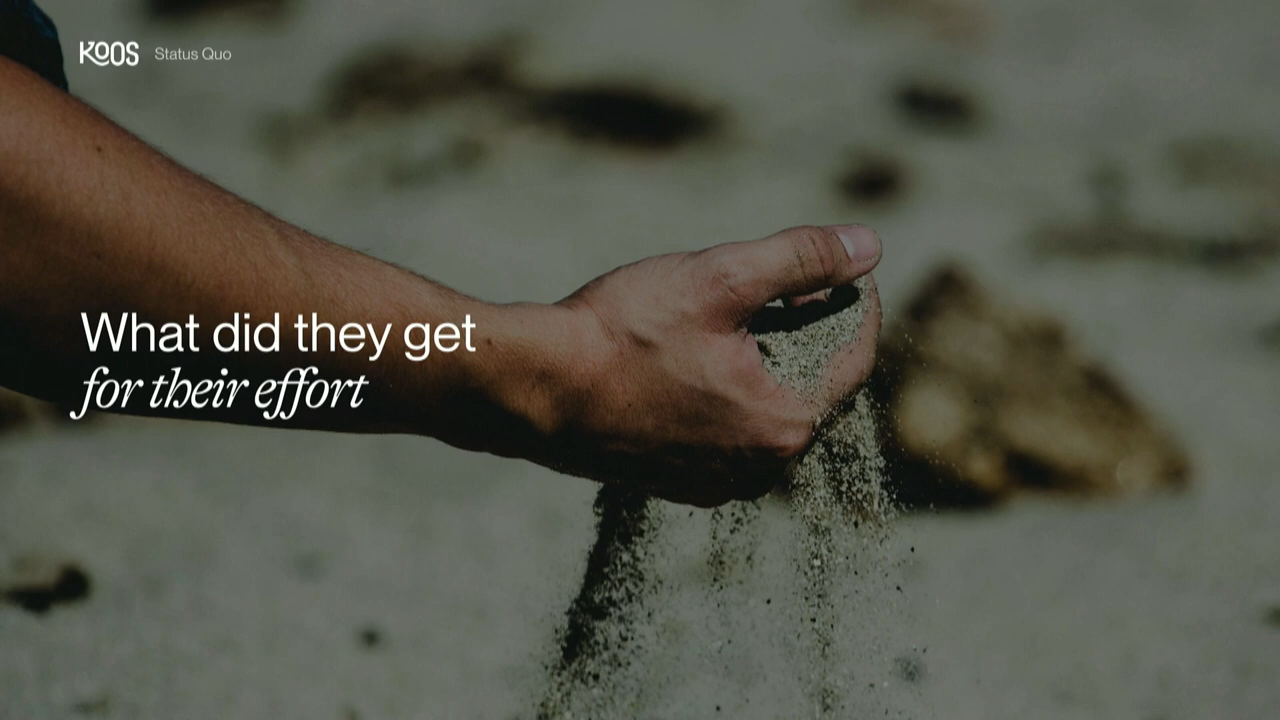 KOOS Status Quo
What did they get
for their effort